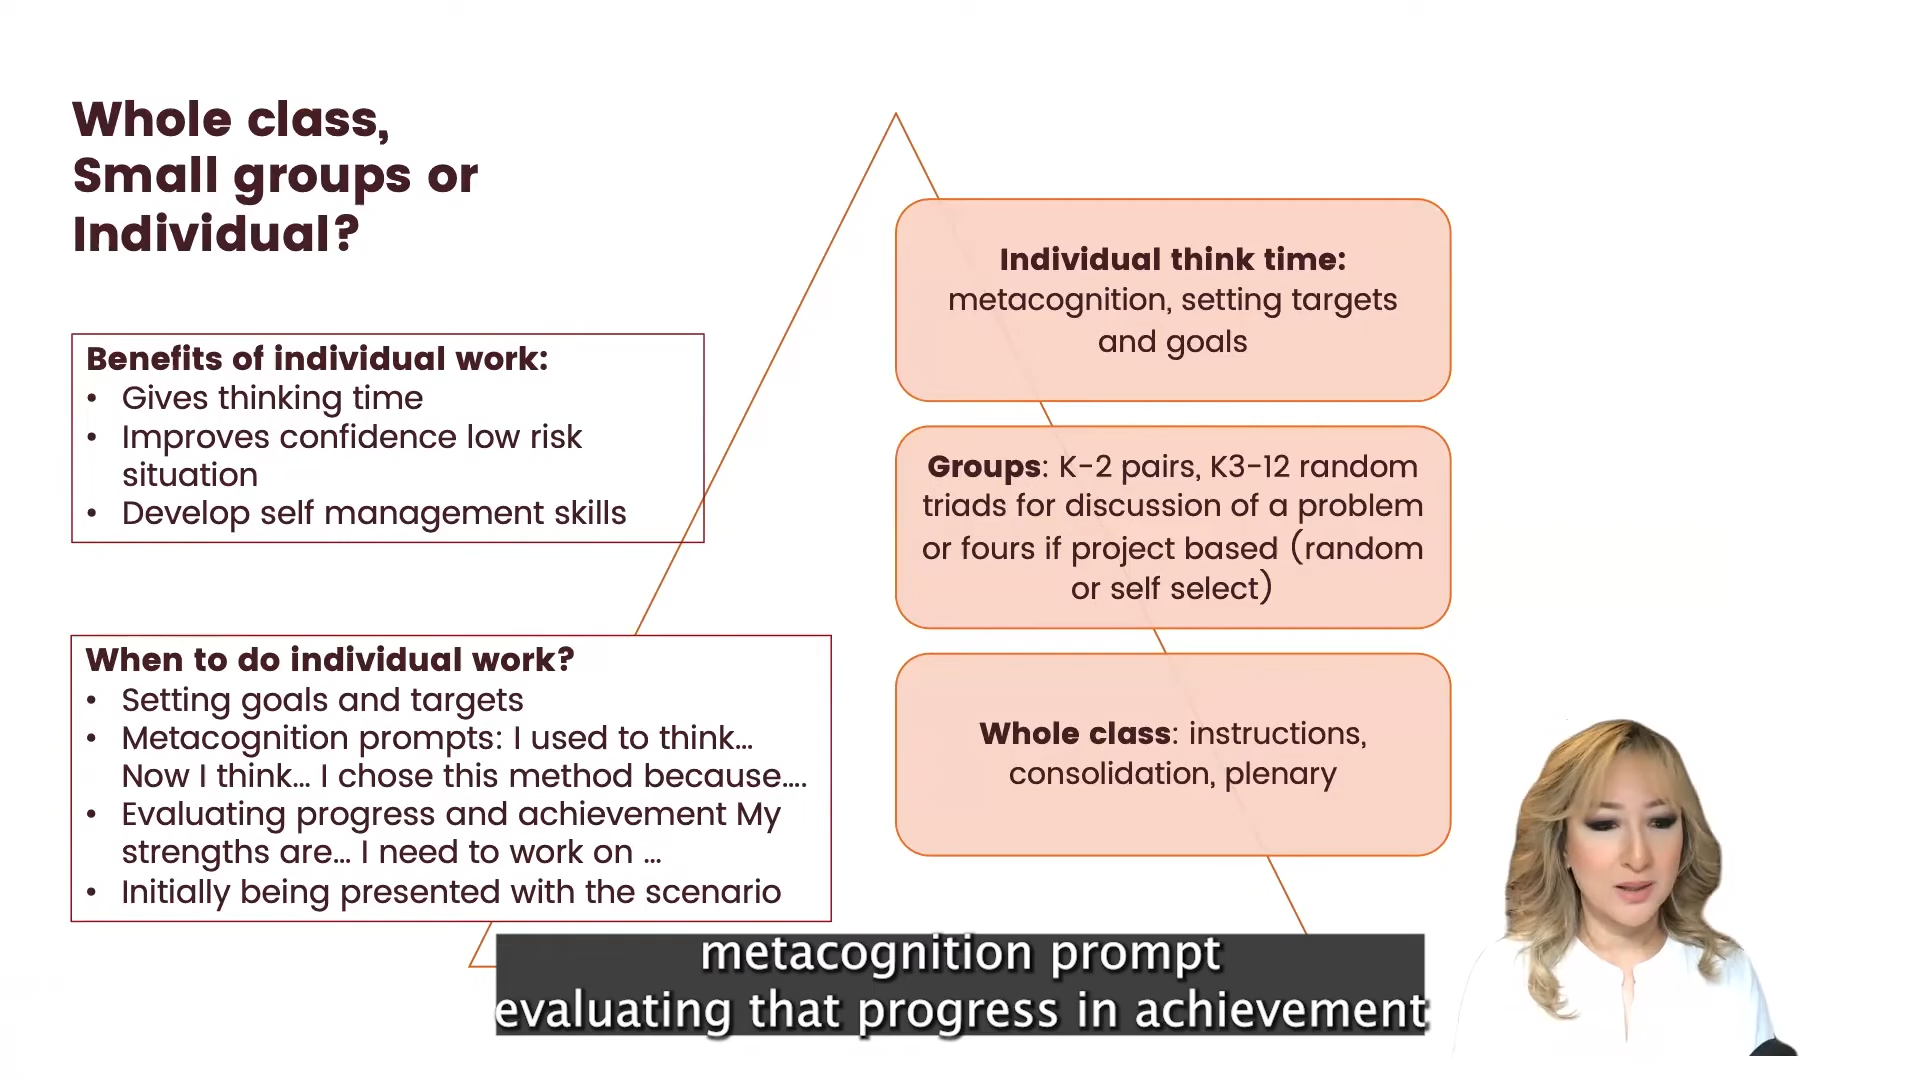 Whole class,
Small groups or
Individual?
Benefits of individual work:
• Gives thinking time
• Improves confidence low risk
situation
• Develop self management skills
When to do individual work?
• Setting goals and targets
• Metacognition prompts: I used to think…
Now I think… I chose this method because….
• Evaluating progress and achievement My
strengths are… I need to work on …
• Initially being presented with the scenario
Individual think time:
metacognition, setting targets
and goals
Groups: K-2 pairs, K3-12 random
triads for discussion of a problem
or fours if project based (random
or self select)
Whole class: instructions,
consolidation, plenary
metacognition prompt
evaluating that progress in achievement